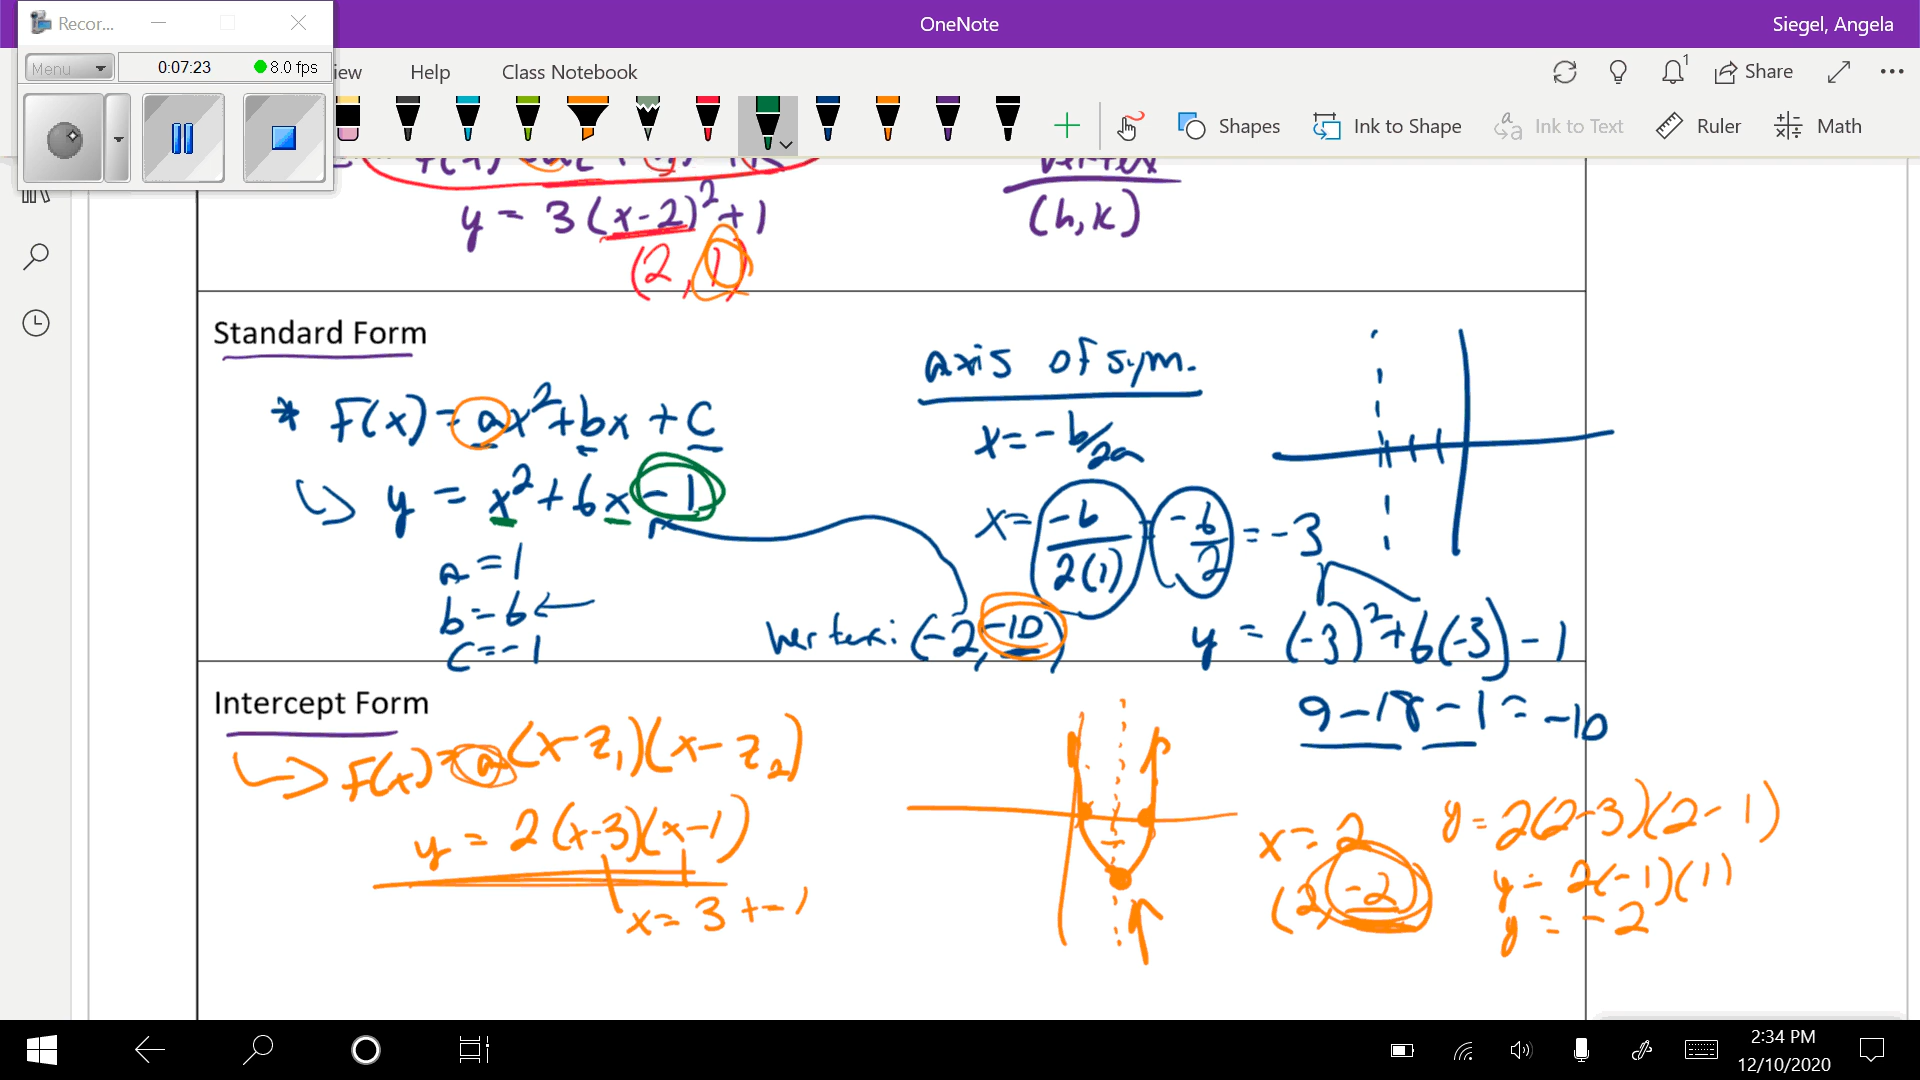 Recor...
OneNote
Siegel, Angela
Menu
0:07:23
8.0 fps
iew
Help
Class Notebook
1
Share
Shapes
Ink to Shape
Ink to Text
Ruler
Math
vertex
y = 3(x-2)²+1
(h,k)
(2,1)
Standard Form
axis of sym.
* F(x)=ax²+bx+c
x=-b/2a
y = x²+6x-1
x=-6/2(1) = -6/2 = -3
a=1
b=6
c=-1
vertex: (-2,-10)
y = (-3)²+6(-3)-1
9-18-1=-10
Intercept Form
F(x)=a(x-z₁)(x-z₂)
y = 2(x-3)(x-1)
x=3 +-1
x=2
(2,-2)
y=2(2-3)(2-1)
y=2(-1)(1)
y=-2
2:34 PM
12/10/2020